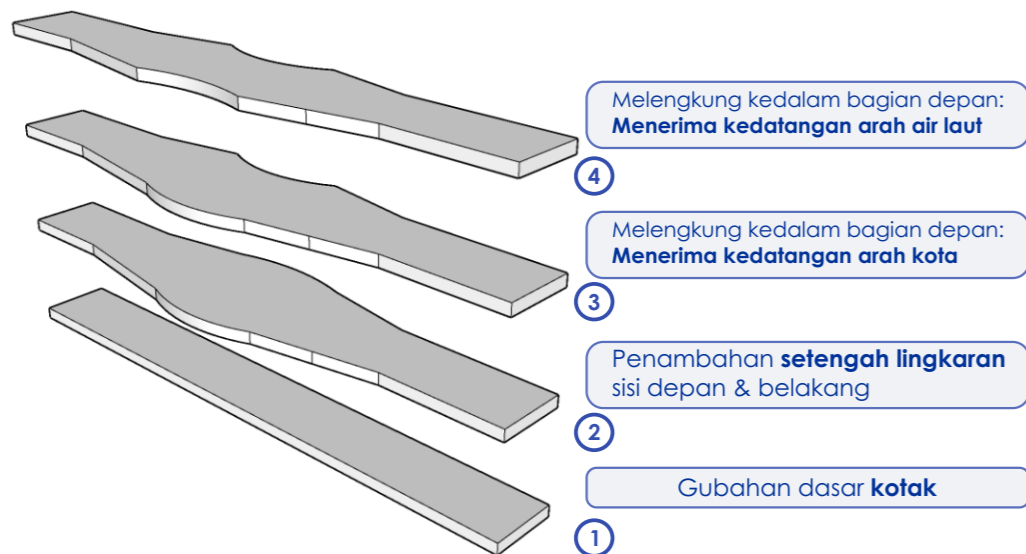 Melengkung kedalam bagian depan:
Menerima kedatangan arah air laut
4
Melengkung kedalam bagian depan:
Menerima kedatangan arah kota
3
Penambahan setengah lingkaran
sisi depan & belakang
2
Gubahan dasar kotak
1